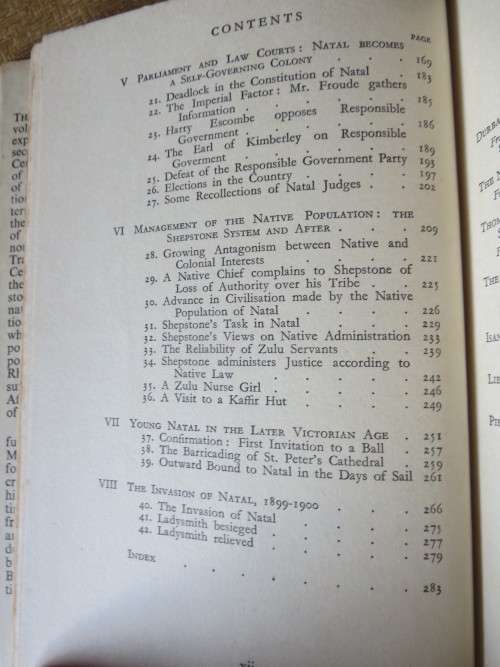 CONTENTS
PAGE
V PARLIAMENT AND LAW COURTS: NATAL BECOMES
A SELF-GOVERNING COLONY . . . 169
21. Deadlock in the Constitution of Natal . . 183
22. The Imperial Factor: Mr. Froude gathers
Information . . . . . 185
23. Harry Escombe opposes Responsible
Government . . . . . 186
24. The Earl of Kimberley on Responsible
Goverment . . . . . 189
25. Defeat of the Responsible Government Party 193
26. Elections in the Country . . . 197
27. Some Recollections of Natal Judges . . 202
VI MANAGEMENT OF THE NATIVE POPULATION: THE
SHEPSTONE SYSTEM AND AFTER . . . 209
28. Growing Antagonism between Native and
Colonial Interests . . . . 221
29. A Native Chief complains to Shepstone of
Loss of Authority over his Tribe . . 225
30. Advance in Civilisation made by the Native
Population of Natal . . . . 226
31. Shepstone's Task in Natal . . . 229
32. Shepstone's Views on Native Administration 233
33. The Reliability of Zulu Servants . . 239
34. Shepstone administers Justice according to
Native Law . . . . . 242
35. A Zulu Nurse Girl . . . . 246
36. A Visit to a Kaffir Hut . . . 249
VII YOUNG NATAL IN THE LATER VICTORIAN AGE . 251
37. Confirmation: First Invitation to a Ball . 257
38. The Barricading of St. Peter's Cathedral . 259
39. Outward Bound to Natal in the Days of Sail 261
VIII THE INVASION OF NATAL, 1899-1900 . . 266
40. The Invasion of Natal . . . 275
41. Ladysmith besieged . . . . 277
42. Ladysmith relieved . . . . 279
INDEX . . . . . . 283